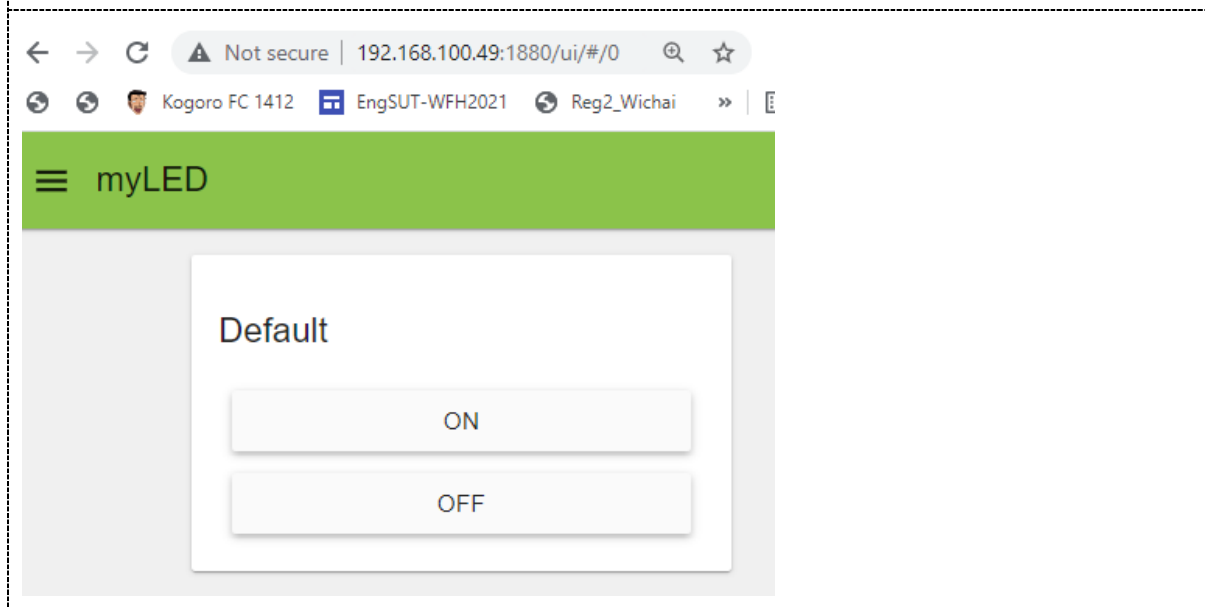 Not secure | 192.168.100.49:1880/ui/#/0
Kogoro FC 1412 EngSUT-WFH2021 Reg2_Wichai »
myLED
Default
ON
OFF